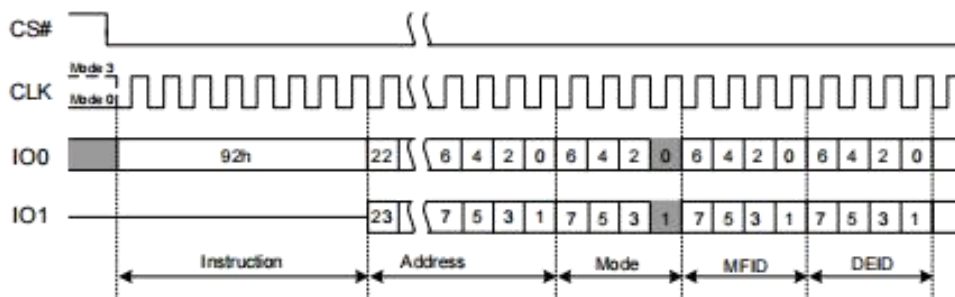 CS#
Mode 3
CLK
Mode 0
IO0 92h 22 6 4 2 0 6 4 2 0 6 4 2 0 6 4 2 0
IO1 23 7 5 3 1 7 5 3 1 7 5 3 1 7 5 3 1
Instruction Address Mode MFID DEID